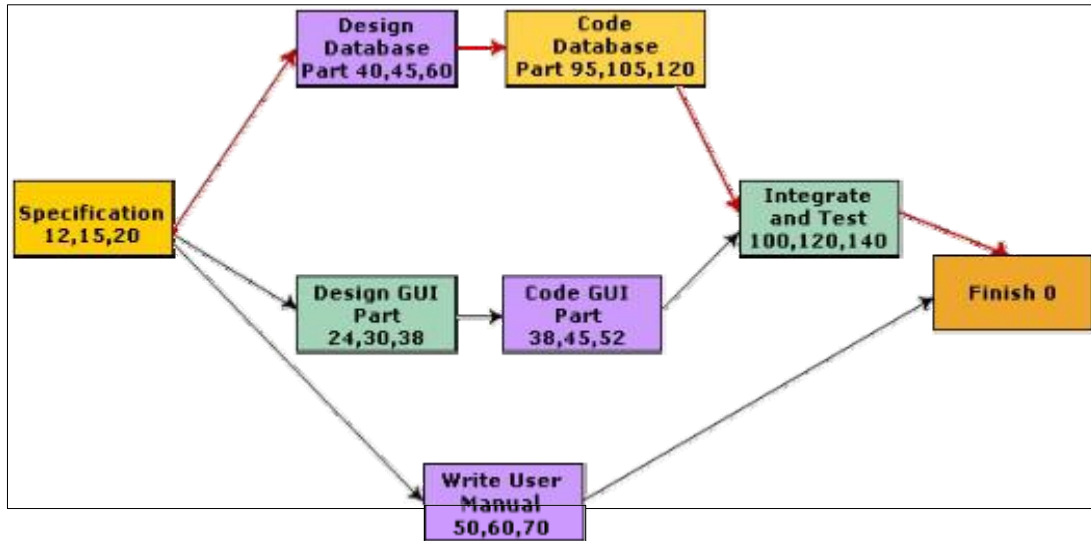 Design
Database
Part 40,45,60
Code
Database
Part 95,105,120
Specification
12,15,20
Integrate
and Test
100,120,140
Design GUI
Part
24,30,38
Code GUI
Part
38,45,52
Finish 0
Write User
Manual
50,60,70